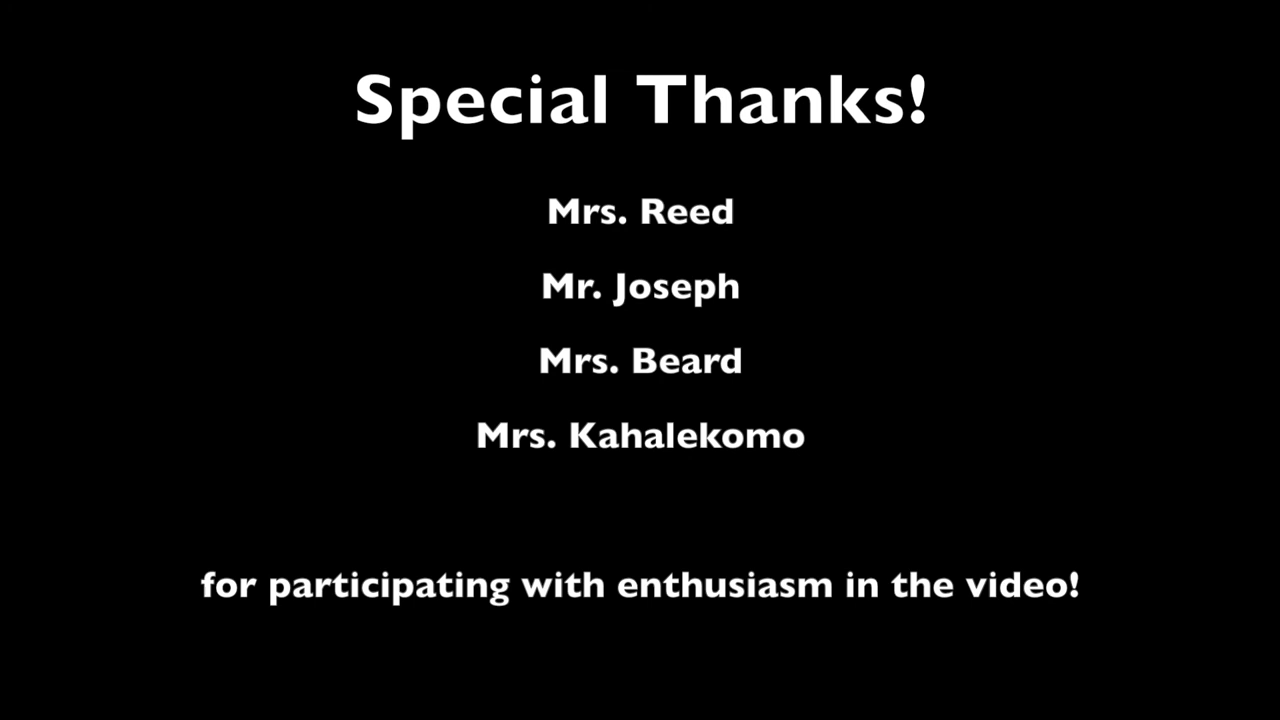 Special Thanks!
Mrs. Reed
Mr. Joseph
Mrs. Beard
Mrs. Kahalekomo
for participating with enthusiasm in the video!